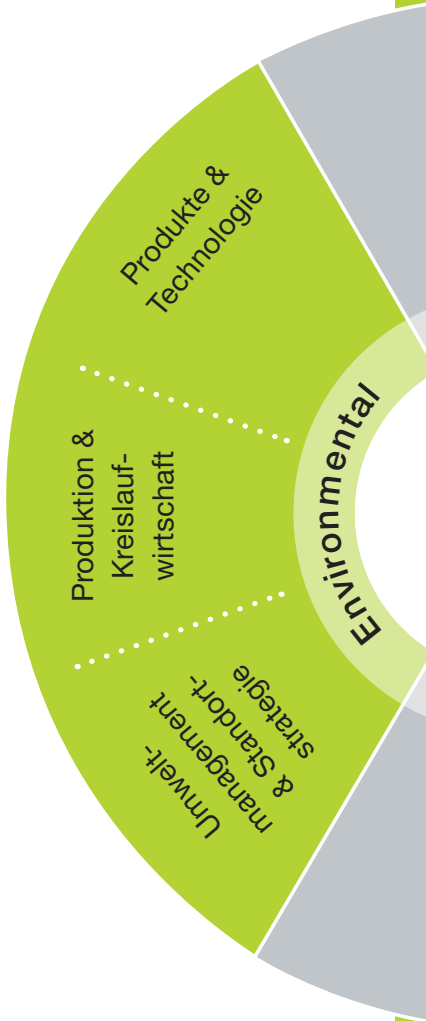 Produkte &
Technologie
Produktion &
Kreislauf-
wirtschaft
Umwelt-
management
& Standort-
strategie
Environmental